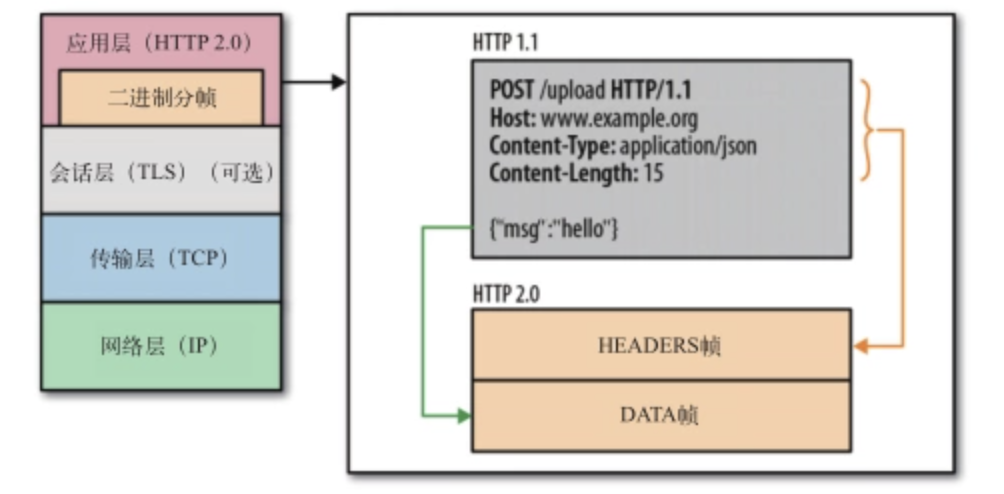 应用层（HTTP 2.0）
二进制分帧
会话层（TLS）（可选）
传输层（TCP）
网络层（IP）
HTTP 1.1
POST /upload HTTP/1.1
Host: www.example.org
Content-Type: application/json
Content-Length: 15
{"msg":"hello"}
HTTP 2.0
HEADERS帧
DATA帧